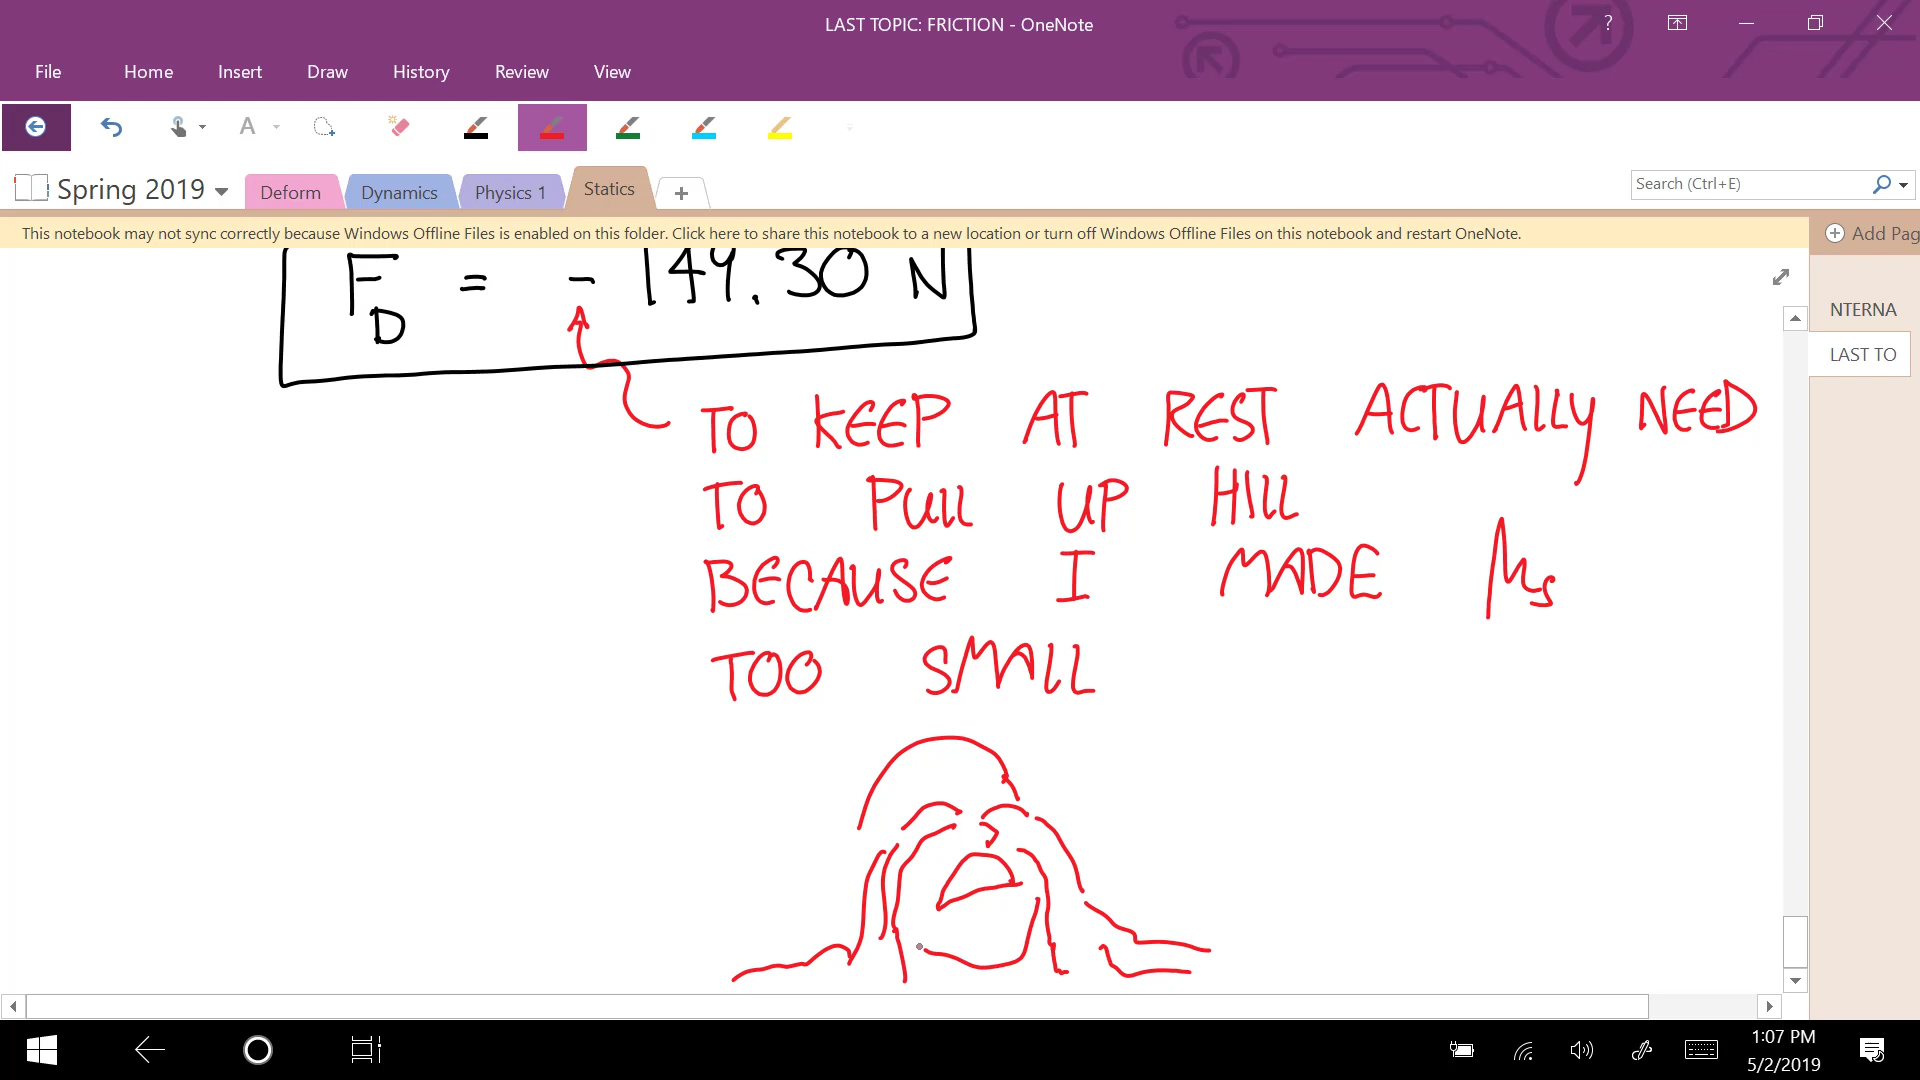 LAST TOPIC: FRICTION - OneNote
?
File Home Insert Draw History Review View
A
Spring 2019 Deform Dynamics Physics 1 Statics +
Search (Ctrl+E)
This notebook may not sync correctly because Windows Offline Files is enabled on this folder. Click here to share this notebook to a new location or turn off Windows Offline Files on this notebook and restart OneNote.
Add Pag
NTERNA
LAST TO
F_D = - 149.30 N
TO KEEP AT REST ACTUALLY NEED
TO PULL UP HILL
BECAUSE I MADE μs
TOO SMALL
1:07 PM
5/2/2019